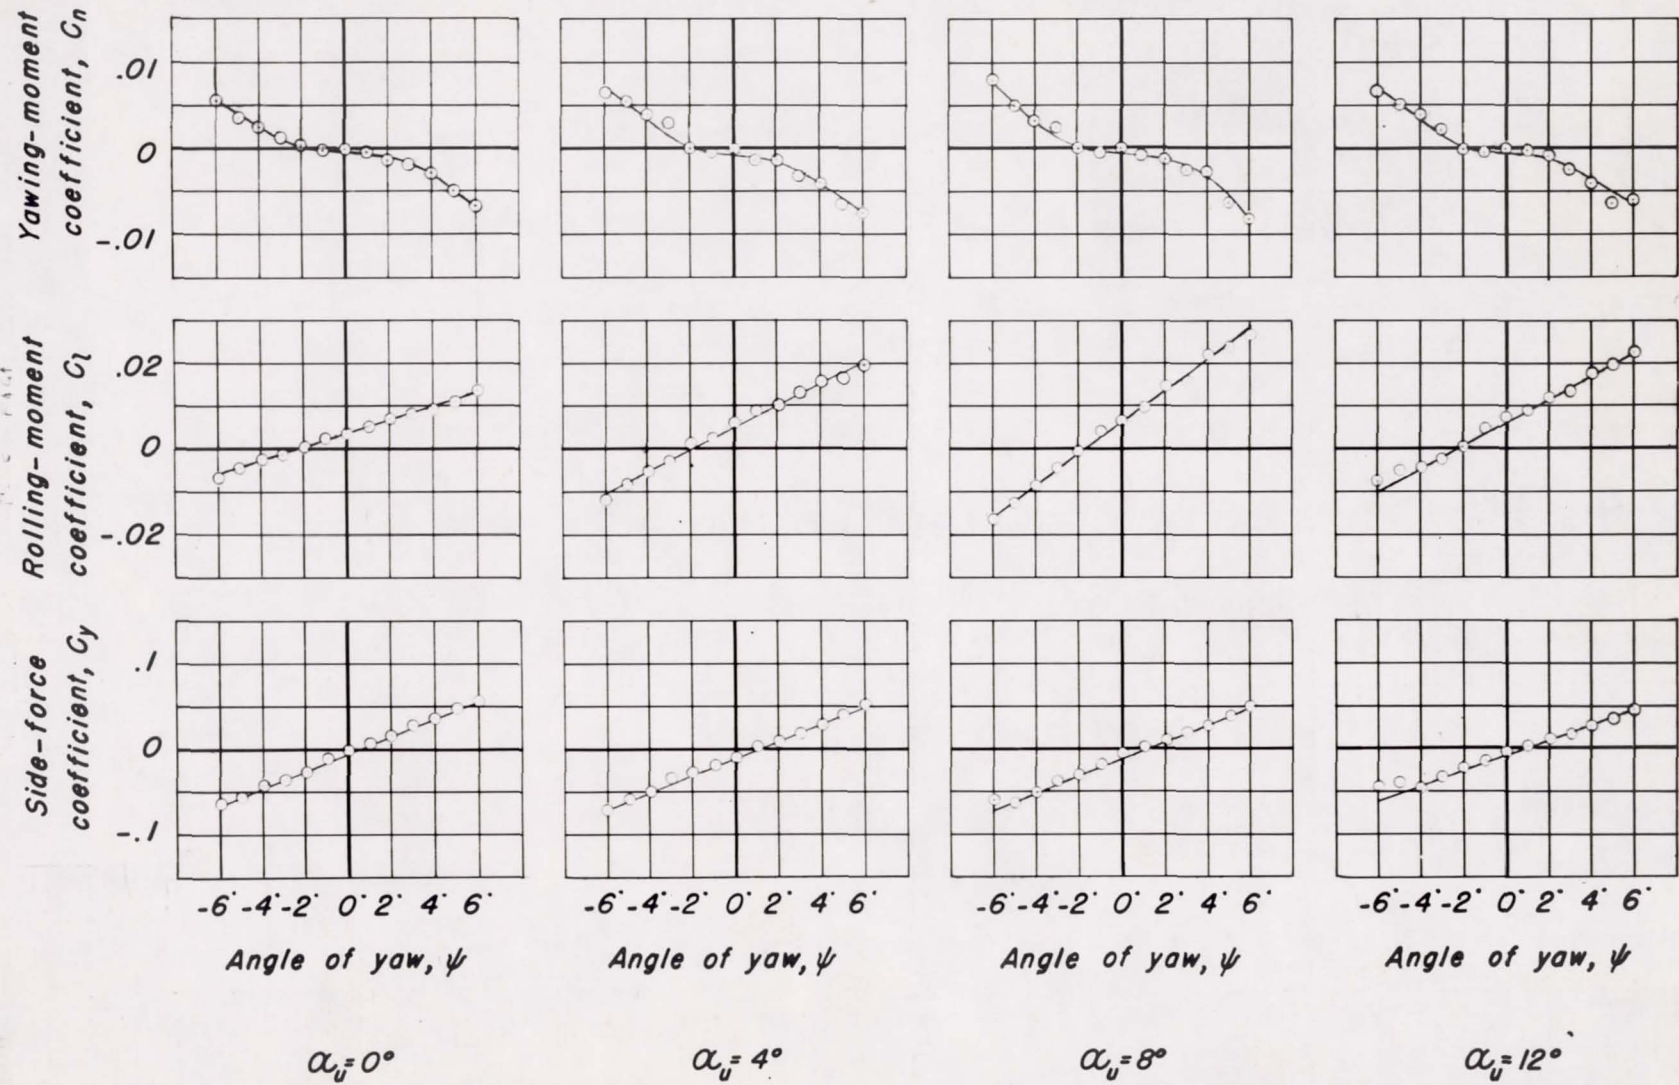 Yawing-moment
coefficient, Cn
.01
0
-.01
Rolling-moment
coefficient, Cl
.02
0
-.02
Side-force
coefficient, Cy
.1
0
-.1
-6° -4° -2° 0° 2° 4° 6°
-6° -4° -2° 0° 2° 4° 6°
-6° -4° -2° 0° 2° 4° 6°
-6° -4° -2° 0° 2° 4° 6°
Angle of yaw, ψ
Angle of yaw, ψ
Angle of yaw, ψ
Angle of yaw, ψ
αu=0°
αu=4°
αu=8°
αu=12°